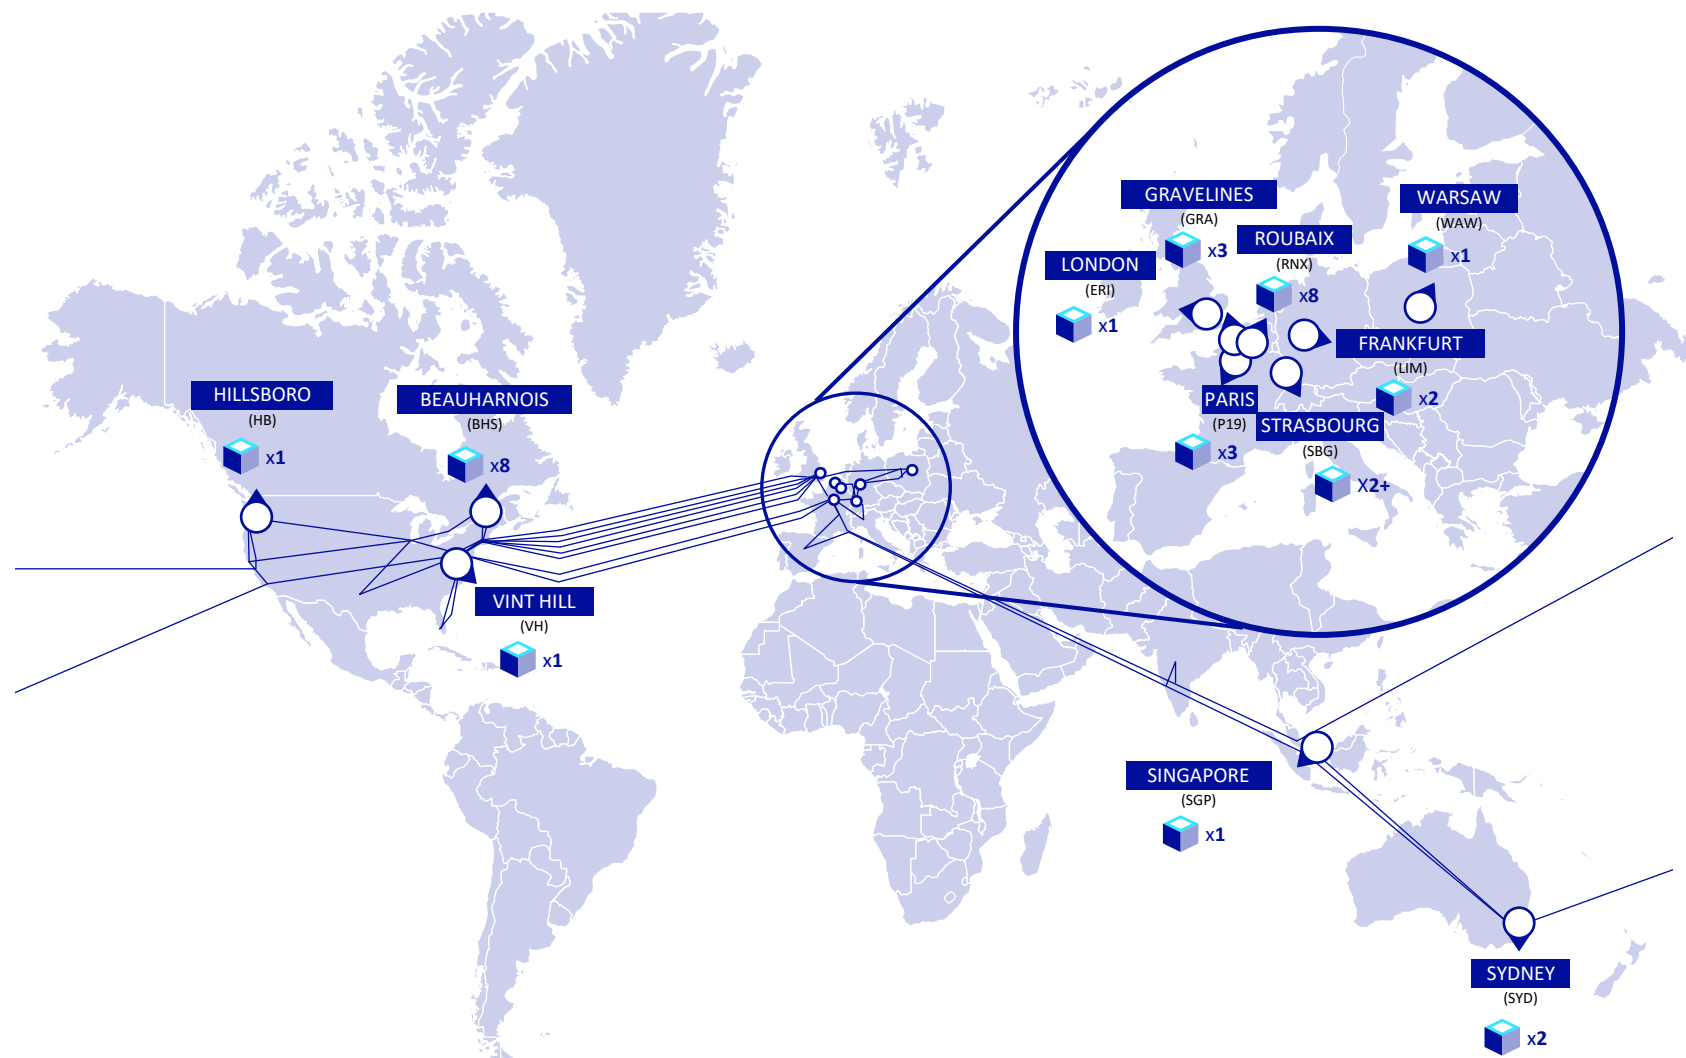 GRAVELINES
(GRA)
x3
WARSAW
(WAW)
x1
ROUBAIX
(RNX)
x8
LONDON
(ERI)
x1
FRANKFURT
(LIM)
x2
PARIS
(P19)
x3
STRASBOURG
(SBG)
X2+
HILLSBORO
(HB)
x1
BEAUHARNOIS
(BHS)
x8
VINT HILL
(VH)
x1
SINGAPORE
(SGP)
x1
SYDNEY
(SYD)
x2